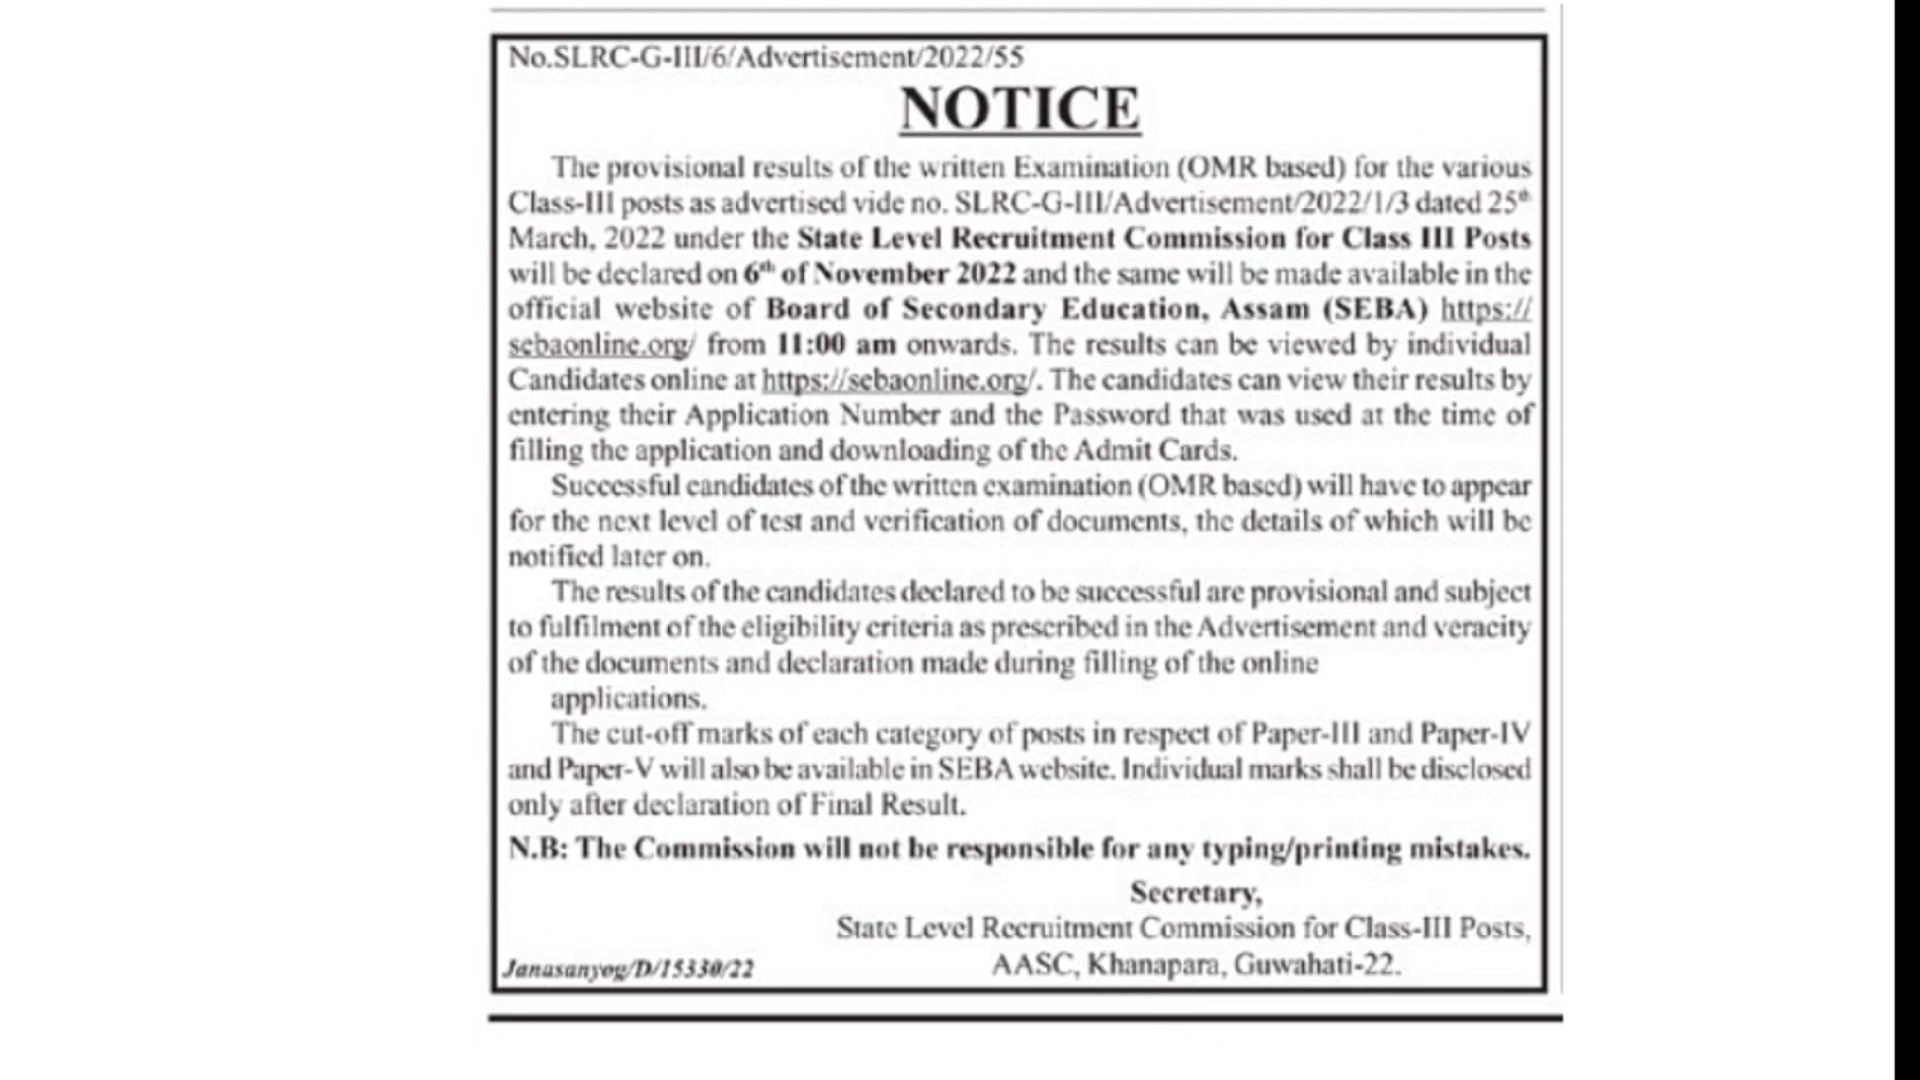 No.SLRC-G-III/6/Advertisement/2022/55
NOTICE
The provisional results of the written Examination (OMR based) for the various
Class-III posts as advertised vide no. SLRC-G-III/Advertisement/2022/1/3 dated 25th
March, 2022 under the State Level Recruitment Commission for Class III Posts
will be declared on 6th of November 2022 and the same will be made available in the
official website of Board of Secondary Education, Assam (SEBA) https://
sebaonline.org/ from 11:00 am onwards. The results can be viewed by individual
Candidates online at https://sebaonline.org/. The candidates can view their results by
entering their Application Number and the Password that was used at the time of
filling the application and downloading of the Admit Cards.
Successful candidates of the written examination (OMR based) will have to appear
for the next level of test and verification of documents, the details of which will be
notified later on.
The results of the candidates declared to be successful are provisional and subject
to fulfilment of the eligibility criteria as prescribed in the Advertisement and veracity
of the documents and declaration made during filling of the online
applications.
The cut-off marks of each category of posts in respect of Paper-III and Paper-IV
and Paper-V will also be available in SEBA website. Individual marks shall be disclosed
only after declaration of Final Result.
N.B: The Commission will not be responsible for any typing/printing mistakes.
Secretary,
State Level Recruitment Commission for Class-III Posts,
AASC, Khanapara, Guwahati-22.
Janasanyog/D/15330/22